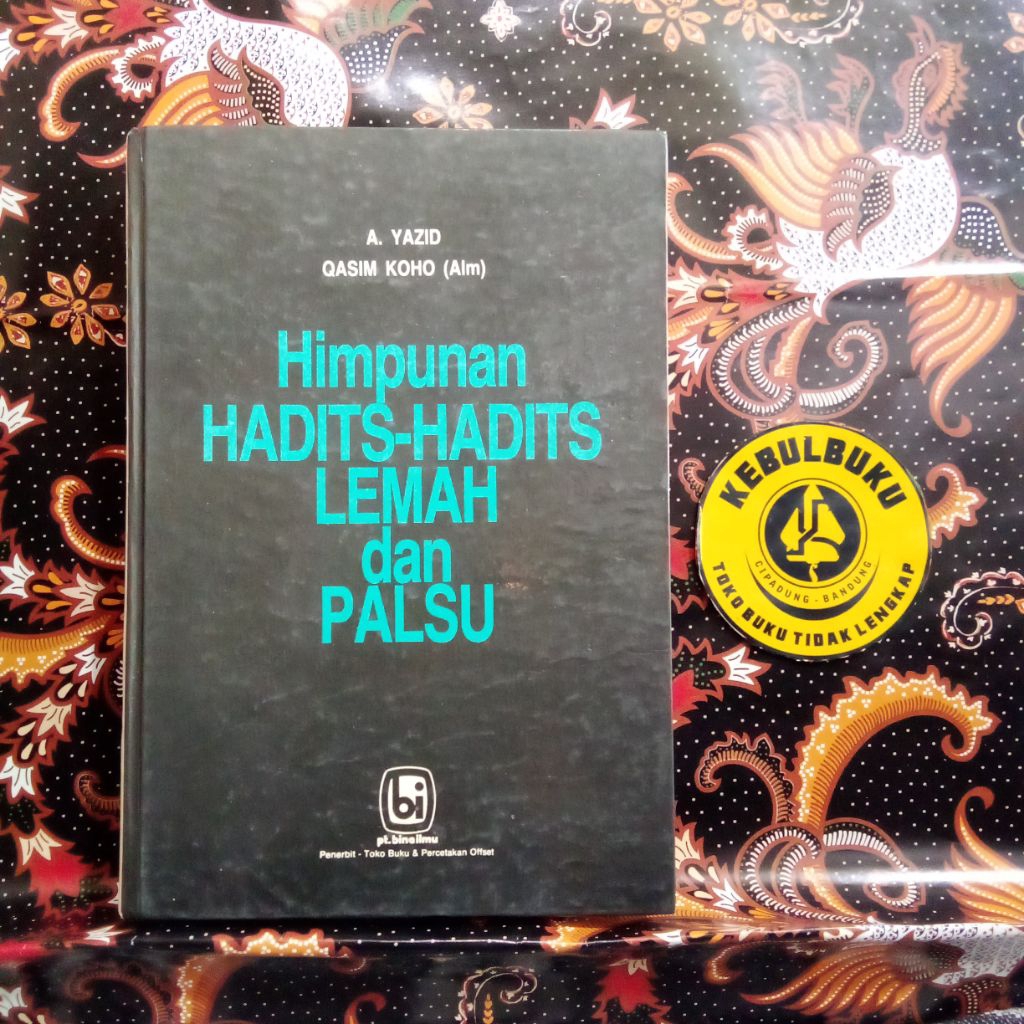 A. YAZID
QASIM KOHO (Alm)
Himpunan
HADITS-HADITS
LEMAH
dan
PALSU
bi
pt.bina ilmu
Penerbit - Toko Buku & Percetakan Offset
KEBULBUKU
CIPADUNG - BANDUNG
TOKO BUKU TIDAK LENGKAP